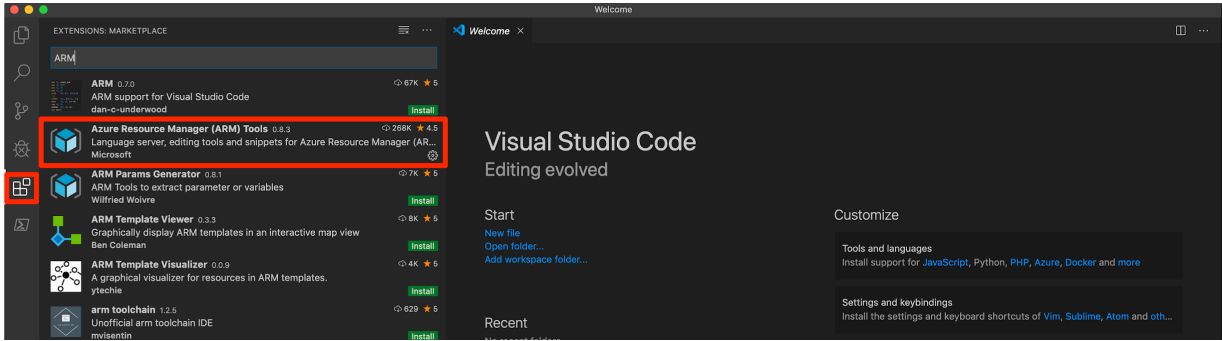 Welcome
EXTENSIONS: MARKETPLACE
ARM
ARM 0.7.0 67K ★ 5
ARM support for Visual Studio Code
dan-c-underwood Install
Azure Resource Manager (ARM) Tools 0.8.3 268K ★ 4.5
Language server, editing tools and snippets for Azure Resource Manager (AR...
Microsoft
ARM Params Generator 0.8.1 7K ★ 5
ARM Tools to extract parameter or variables
Wilfried Woivre Install
ARM Template Viewer 0.3.3 8K ★ 5
Graphically display ARM templates in an interactive map view
Ben Coleman Install
ARM Template Visualizer 0.0.9 4K ★ 5
A graphical visualizer for resources in ARM templates.
ytechie Install
arm toolchain 1.2.5 629 ★ 5
Unofficial arm toolchain IDE
mvisentin Install
Welcome ×
Visual Studio Code
Editing evolved
Start
New file
Open folder...
Add workspace folder...
Recent
No recent folders
Customize
Tools and languages
Install support for JavaScript, Python, PHP, Azure, Docker and more
Settings and keybindings
Install the settings and keyboard shortcuts of Vim, Sublime, Atom and oth...